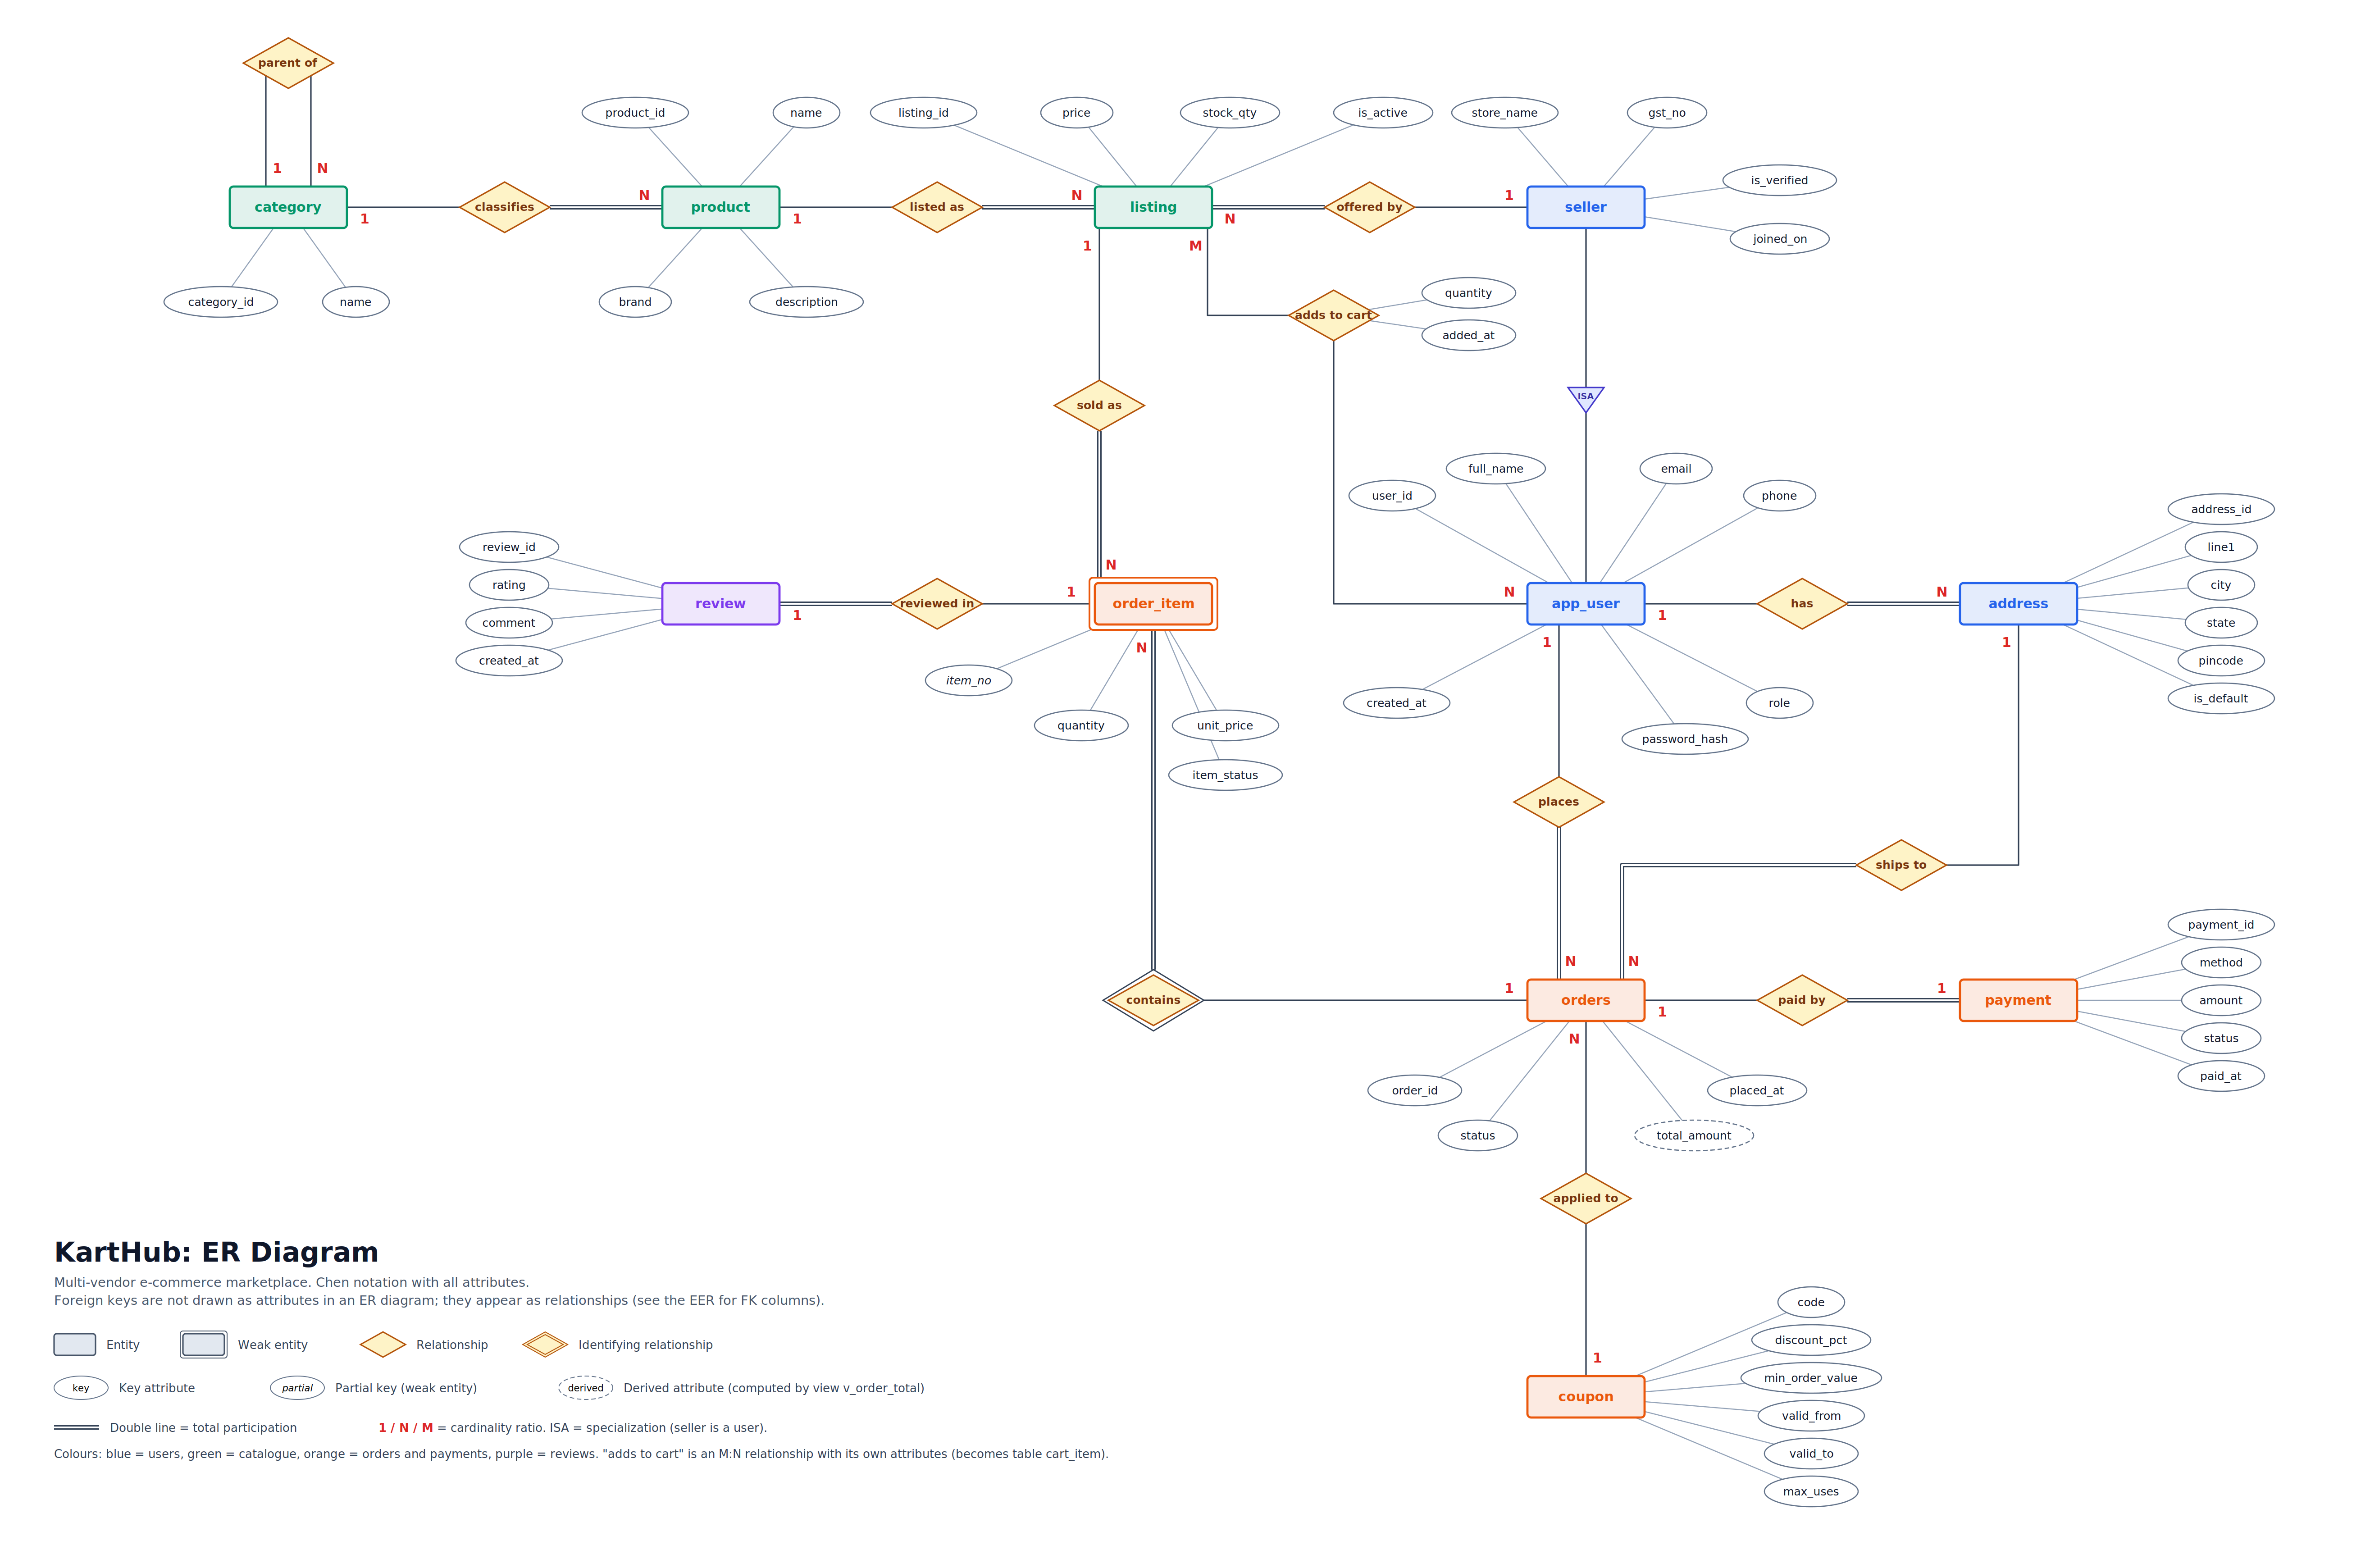 parent of
product_id
name
listing_id
price
stock_qty
is_active
store_name
gst_no
is_verified
joined_on
1
N
category
1
classifies
N
product
1
listed as
N
listing
N
offered by
1
seller
1
M
category_id
name
brand
description
adds to cart
quantity
added_at
sold as
ISA
user_id
full_name
email
phone
address_id
line1
city
state
pincode
is_default
review_id
rating
comment
created_at
review
1
reviewed in
1
N
order_item
N
N
app_user
1
has
N
address
1
1
item_no
quantity
unit_price
item_status
created_at
password_hash
role
places
ships to
N
N
contains
1
orders
1
paid by
1
payment
payment_id
method
amount
status
paid_at
N
order_id
status
total_amount
placed_at
applied to
1
coupon
code
discount_pct
min_order_value
valid_from
valid_to
max_uses
KartHub: ER Diagram
Multi-vendor e-commerce marketplace. Chen notation with all attributes.
Foreign keys are not drawn as attributes in an ER diagram; they appear as relationships (see the EER for FK columns).
Entity
Weak entity
Relationship
Identifying relationship
key
Key attribute
partial
Partial key (weak entity)
derived
Derived attribute (computed by view v_order_total)
Double line = total participation
1 / N / M = cardinality ratio. ISA = specialization (seller is a user).
Colours: blue = users, green = catalogue, orange = orders and payments, purple = reviews. "adds to cart" is an M:N relationship with its own attributes (becomes table cart_item).